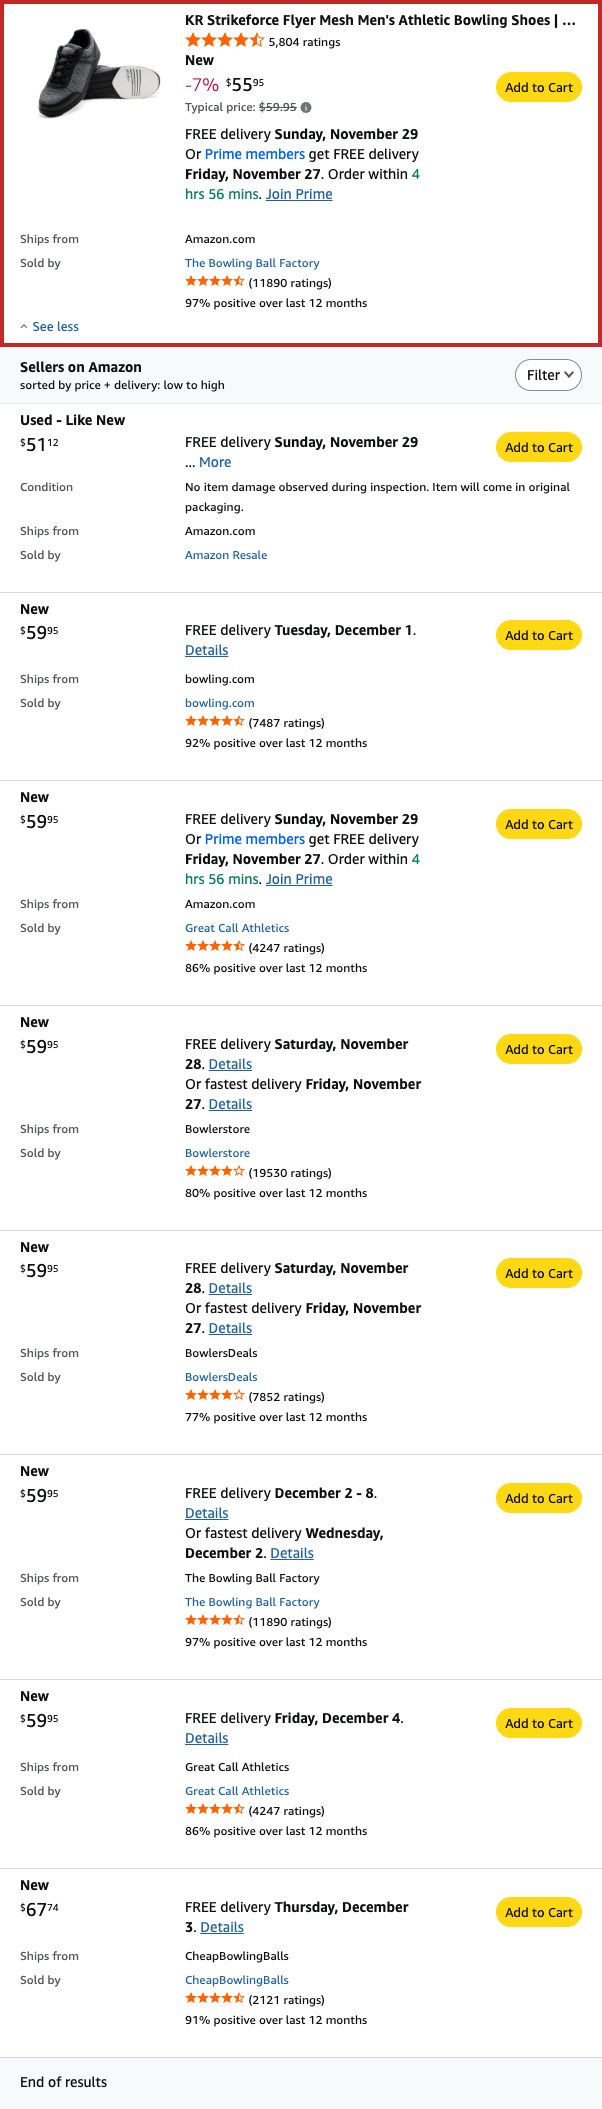 KR Strikeforce Flyer Mesh Men's Athletic Bowling Shoes | ...
5,804 ratings
New
-7% $55.95
Typical price: $59.95
Add to Cart
FREE delivery Sunday, November 29
Or Prime members get FREE delivery
Friday, November 27. Order within 4
hrs 56 mins. Join Prime
Ships from Amazon.com
Sold by The Bowling Ball Factory
(11890 ratings)
97% positive over last 12 months
See less
Sellers on Amazon
sorted by price + delivery: low to high
Filter
Used - Like New
$51.12
FREE delivery Sunday, November 29
... More
Add to Cart
Condition No item damage observed during inspection. Item will come in original
packaging.
Ships from Amazon.com
Sold by Amazon Resale
New
$59.95
FREE delivery Tuesday, December 1.
Details
Add to Cart
Ships from bowling.com
Sold by bowling.com
(7487 ratings)
92% positive over last 12 months
New
$59.95
FREE delivery Sunday, November 29
Or Prime members get FREE delivery
Friday, November 27. Order within 4
hrs 56 mins. Join Prime
Add to Cart
Ships from Amazon.com
Sold by Great Call Athletics
(4247 ratings)
86% positive over last 12 months
New
$59.95
FREE delivery Saturday, November
28. Details
Or fastest delivery Friday, November
27. Details
Add to Cart
Ships from Bowlerstore
Sold by Bowlerstore
(19530 ratings)
80% positive over last 12 months
New
$59.95
FREE delivery Saturday, November
28. Details
Or fastest delivery Friday, November
27. Details
Add to Cart
Ships from BowlersDeals
Sold by BowlersDeals
(7852 ratings)
77% positive over last 12 months
New
$59.95
FREE delivery December 2 - 8.
Details
Or fastest delivery Wednesday,
December 2. Details
Add to Cart
Ships from The Bowling Ball Factory
Sold by The Bowling Ball Factory
(11890 ratings)
97% positive over last 12 months
New
$59.95
FREE delivery Friday, December 4.
Details
Add to Cart
Ships from Great Call Athletics
Sold by Great Call Athletics
(4247 ratings)
86% positive over last 12 months
New
$67.74
FREE delivery Thursday, December
3. Details
Add to Cart
Ships from CheapBowlingBalls
Sold by CheapBowlingBalls
(2121 ratings)
91% positive over last 12 months
End of results